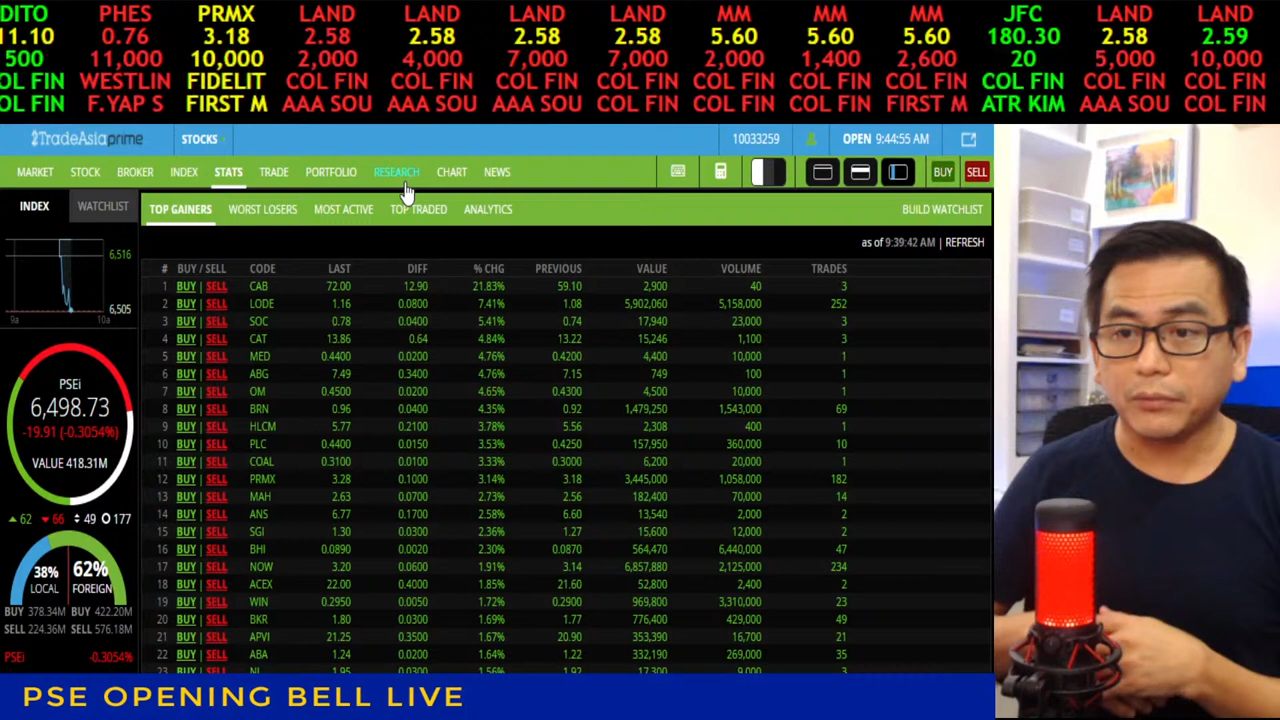 DITO PHES PRMX LAND LAND LAND LAND MM MM MM JFC LAND LAND
11.10 0.76 3.18 2.58 2.58 2.58 2.58 5.60 5.60 5.60 180.30 2.58 2.59
500 11,000 10,000 2,000 4,000 7,000 7,000 2,000 1,400 2,600 20 5,000 10,000
COL FIN WESTLIN FIDELIT COL FIN COL FIN COL FIN COL FIN COL FIN COL FIN COL FIN COL FIN COL FIN COL FIN
COL FIN F.YAP S FIRST M AAA SOU AAA SOU AAA SOU COL FIN COL FIN COL FIN FIRST M ATR KIM AAA SOU COL FIN
2TradeAsia prime STOCKS 10033259 OPEN 9:44:55 AM
MARKET STOCK BROKER INDEX STATS TRADE PORTFOLIO RESEARCH CHART NEWS BUY SELL
INDEX WATCHLIST
TOP GAINERS WORST LOSERS MOST ACTIVE TOP TRADED ANALYTICS BUILD WATCHLIST
as of 9:39:42 AM | REFRESH
6,516
6,505
9a 10a
PSEi
6,498.73
-19.91 (-0.3054%)
VALUE 418.31M
62 66 49 177
38% LOCAL
62% FOREIGN
BUY 378.34M BUY 422.20M
SELL 224.36M SELL 576.18M
PSEi -0.3054%
# BUY / SELL CODE LAST DIFF % CHG PREVIOUS VALUE VOLUME TRADES
1 BUY | SELL CAB 72.00 12.90 21.83% 59.10 2,900 40 3
2 BUY | SELL LODE 1.16 0.0800 7.41% 1.08 5,902,060 5,158,000 252
3 BUY | SELL SOC 0.78 0.0400 5.41% 0.74 17,940 23,000 3
4 BUY | SELL CAT 13.86 0.64 4.84% 13.22 15,246 1,100 3
5 BUY | SELL MED 0.4400 0.0200 4.76% 0.4200 4,400 10,000 1
6 BUY | SELL ABG 7.49 0.3400 4.76% 7.15 749 100 1
7 BUY | SELL OM 0.4500 0.0200 4.65% 0.4300 4,500 10,000 1
8 BUY | SELL BRN 0.96 0.0400 4.35% 0.92 1,479,250 1,543,000 69
9 BUY | SELL HLCM 5.77 0.2100 3.78% 5.56 2,308 400 1
10 BUY | SELL PLC 0.4400 0.0150 3.53% 0.4250 157,950 360,000 10
11 BUY | SELL COAL 0.3100 0.0100 3.33% 0.3000 6,200 20,000 1
12 BUY | SELL PRMX 3.28 0.1000 3.14% 3.18 3,445,000 1,058,000 182
13 BUY | SELL MAH 2.63 0.0700 2.73% 2.56 182,400 70,000 14
14 BUY | SELL ANS 6.77 0.1700 2.58% 6.60 13,540 2,000 2
15 BUY | SELL SGI 1.30 0.0300 2.36% 1.27 15,600 12,000 2
16 BUY | SELL BHI 0.0890 0.0020 2.30% 0.0870 564,470 6,440,000 47
17 BUY | SELL NOW 3.20 0.0600 1.91% 3.14 6,857,880 2,125,000 234
18 BUY | SELL ACEX 22.00 0.4000 1.85% 21.60 52,800 2,400 2
19 BUY | SELL WIN 0.2950 0.0050 1.72% 0.2900 969,800 3,310,000 23
20 BUY | SELL BKR 1.80 0.0300 1.69% 1.77 776,400 429,000 49
21 BUY | SELL APVI 21.25 0.3500 1.67% 20.90 353,390 16,700 21
22 BUY | SELL ABA 1.24 0.0200 1.64% 1.22 332,190 269,000 35
23 BUY | SELL NI 1.95 0.0300 1.56% 1.92 17,300 9,000 3
PSE OPENING BELL LIVE